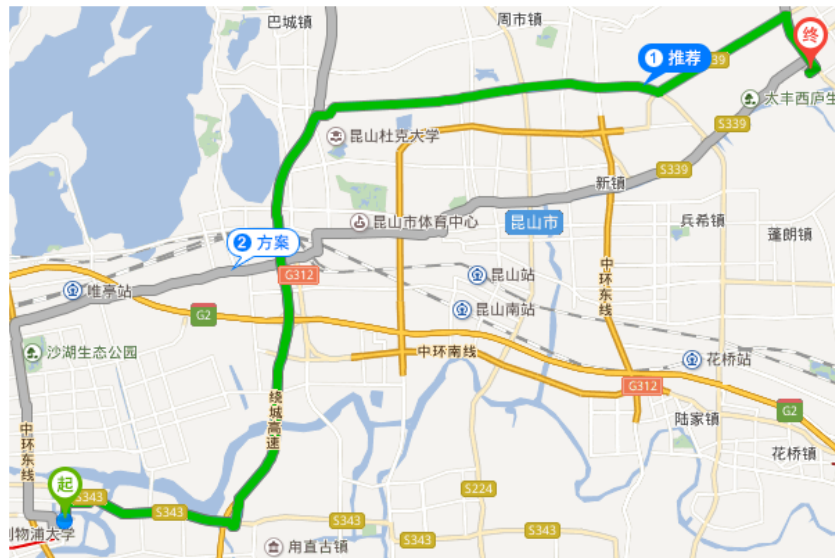 巴城镇
周市镇
终
1 推荐
39
太丰西庐生
昆山杜克大学
S339
S339
新镇
昆山市体育中心
昆山市
兵希镇
蓬朗镇
2 方案
G312
昆山站
中环东线
唯亭站
昆山南站
G2
沙湖生态公园
中环南线
花桥站
G312
绕城高速
G2
陆家镇
中环东线
花桥镇
起
S343
S224
S343
S343
S343
利物浦大学
甪直古镇